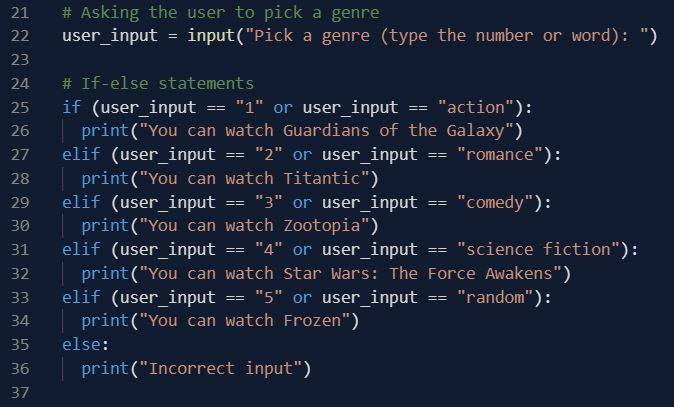 21 # Asking the user to pick a genre
22 user_input = input("Pick a genre (type the number or word): ")
23
24 # If-else statements
25 if (user_input == "1" or user_input == "action"):
26 print("You can watch Guardians of the Galaxy")
27 elif (user_input == "2" or user_input == "romance"):
28 print("You can watch Titantic")
29 elif (user_input == "3" or user_input == "comedy"):
30 print("You can watch Zootopia")
31 elif (user_input == "4" or user_input == "science fiction"):
32 print("You can watch Star Wars: The Force Awakens")
33 elif (user_input == "5" or user_input == "random"):
34 print("You can watch Frozen")
35 else:
36 print("Incorrect input")
37